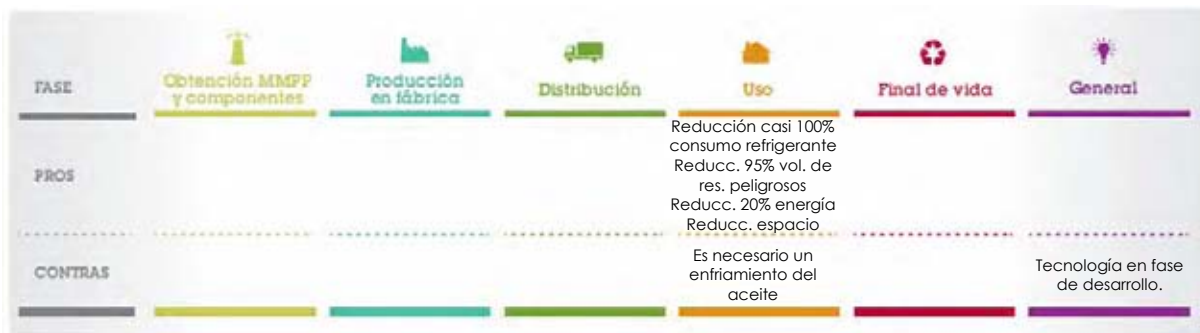 FASE
Obtención MMPP
y componentes
Producción
en fábrica
Distribución
Uso
Final de vida
General
PROS
Reducción casi 100%
consumo refrigerante
Reducc. 95% vol. de
res. peligrosos
Reducc. 20% energía
Reducc. espacio
CONTRAS
Es necesario un
enfriamiento del
aceite
Tecnología en fase
de desarrollo.